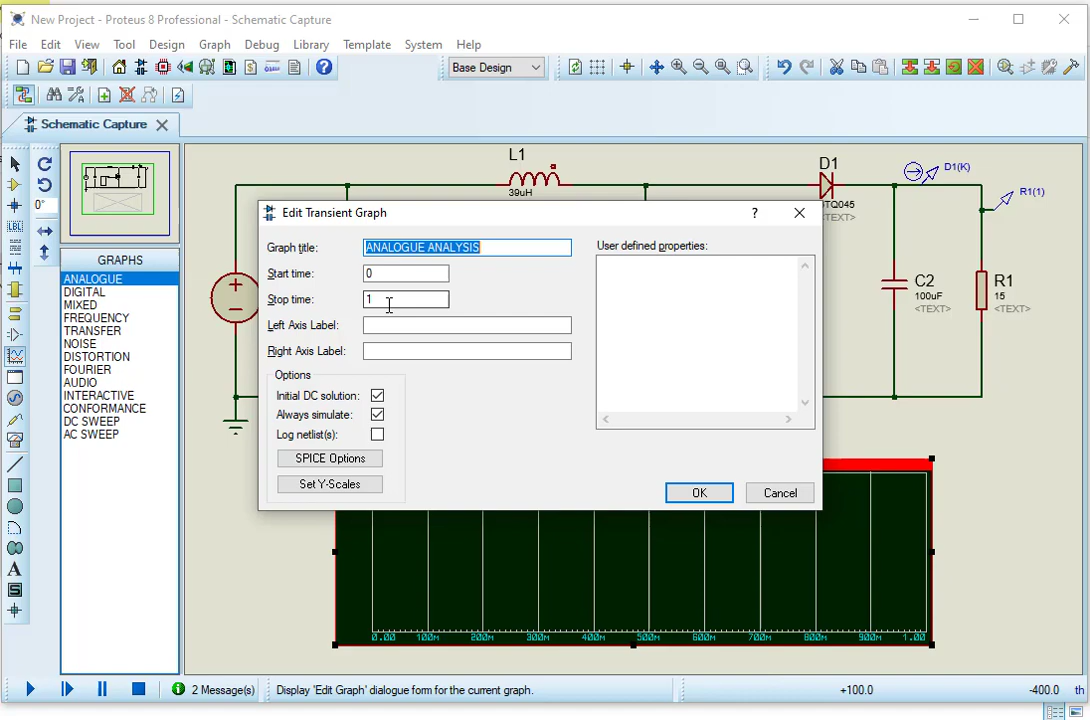 New Project - Proteus 8 Professional - Schematic Capture
File Edit View Tool Design Graph Debug Library Template System Help
Base Design
Schematic Capture
L1
39uH
D1
TQ045
<TEXT>
D1(K)
R1(1)
0°
GRAPHS
ANALOGUE
DIGITAL
MIXED
FREQUENCY
TRANSFER
NOISE
DISTORTION
FOURIER
AUDIO
INTERACTIVE
CONFORMANCE
DC SWEEP
AC SWEEP
LBL
Edit Transient Graph
?
Graph title: ANALOGUE ANALYSIS
Start time: 0
Stop time: 1
Left Axis Label:
Right Axis Label:
Options
Initial DC solution:
Always simulate:
Log netlist(s):
SPICE Options
Set Y-Scales
User defined properties:
OK Cancel
C2
100uF
<TEXT>
R1
15
<TEXT>
A
S
0.00 100m 200m 300m 400m 500m 600m 700m 800m 900m 1.00
2 Message(s) Display 'Edit Graph' dialogue form for the current graph. +100.0 -400.0 th